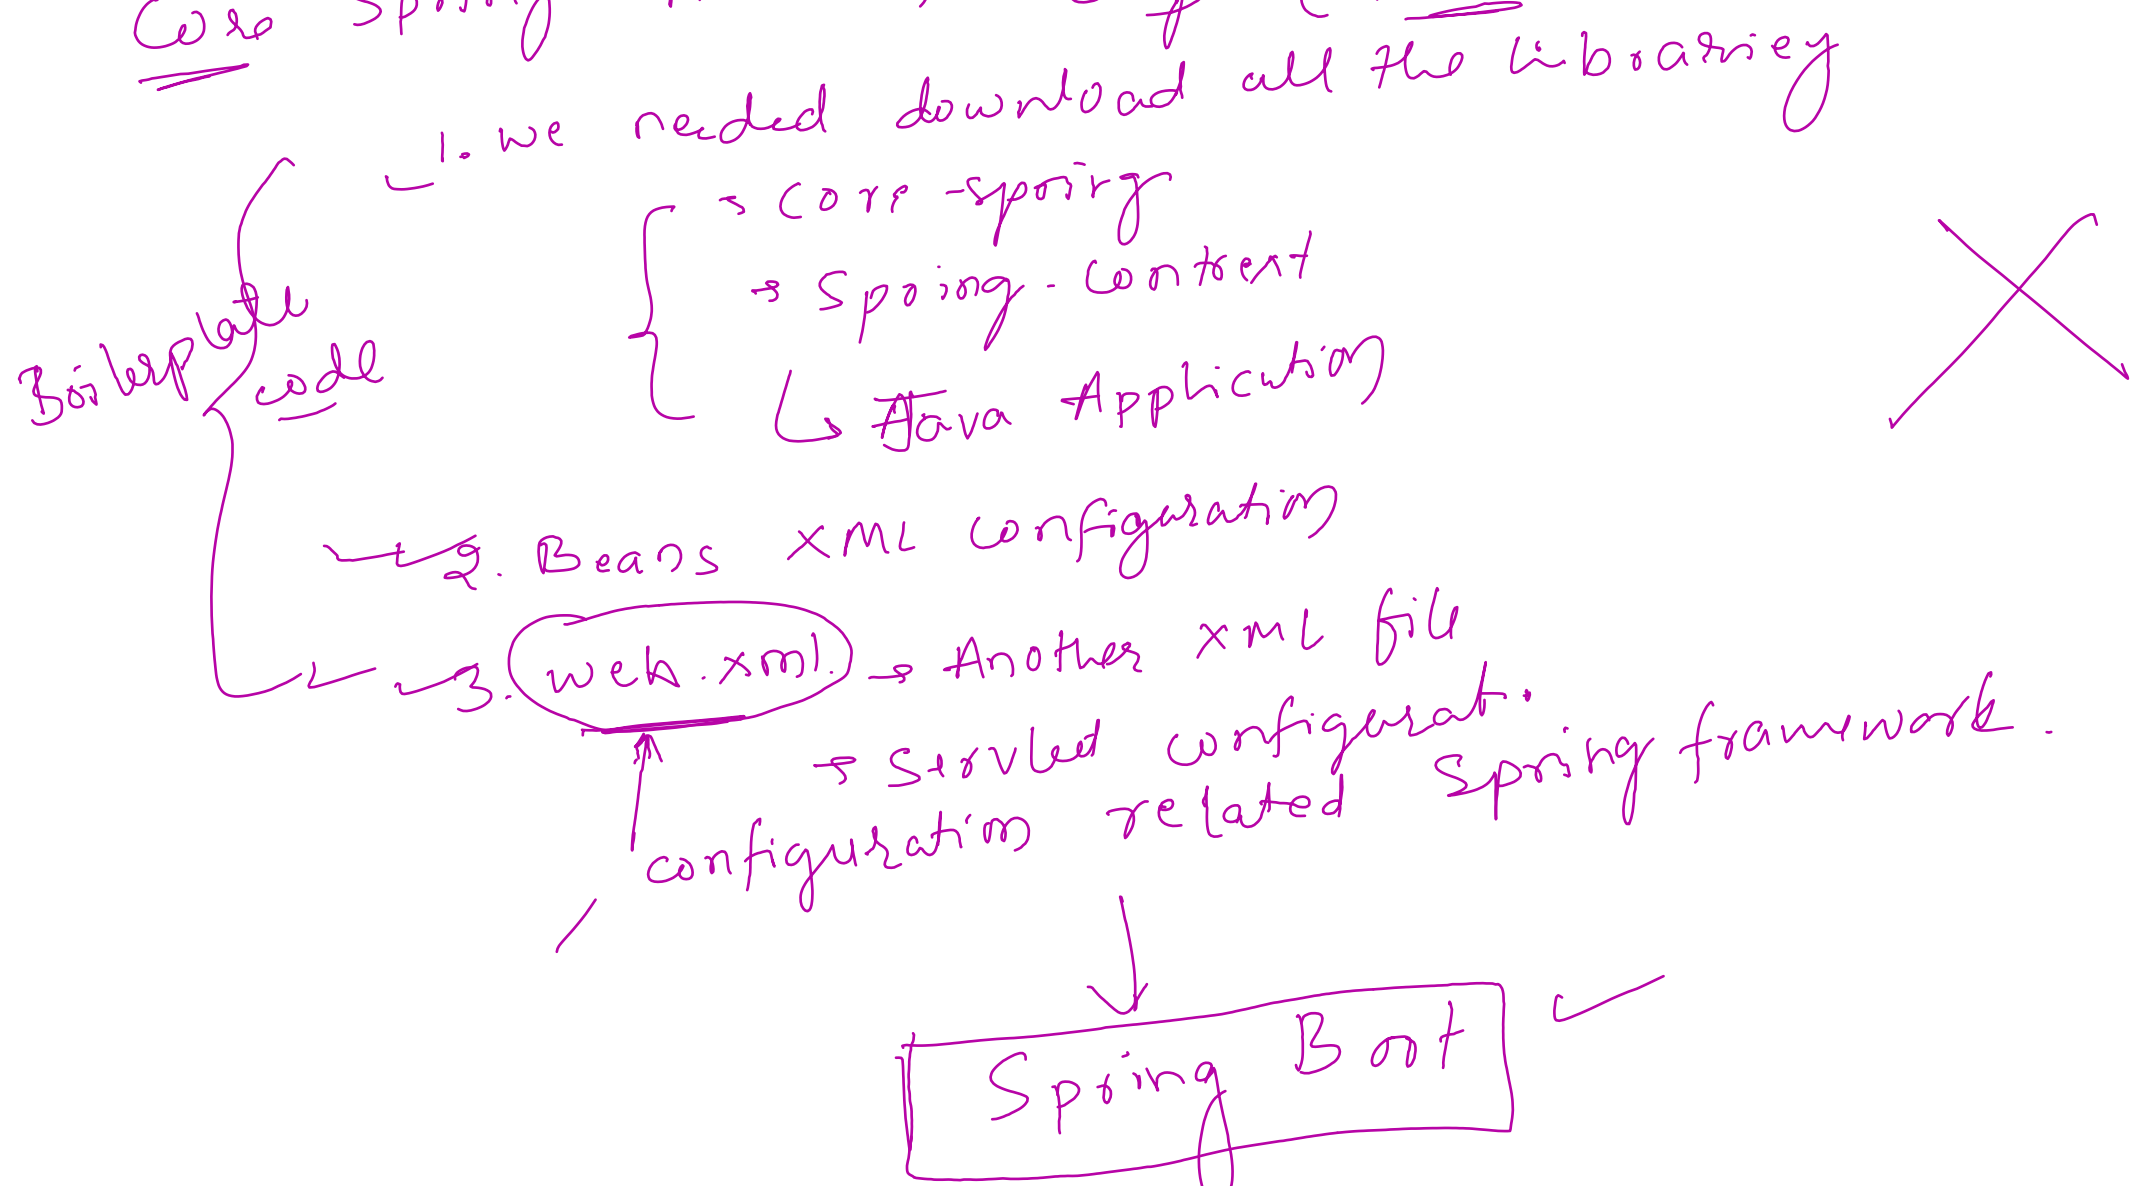 Core Spring
1. we needed download all the librariey
→ Core -spring
→ Spring - Context
↳ Java Application
Boilerplate
code
2. Beans XML configuration
3. web.xml. → Another XML file
→ Servlet configurat.
configuration related Spring framework.
Spring Boot